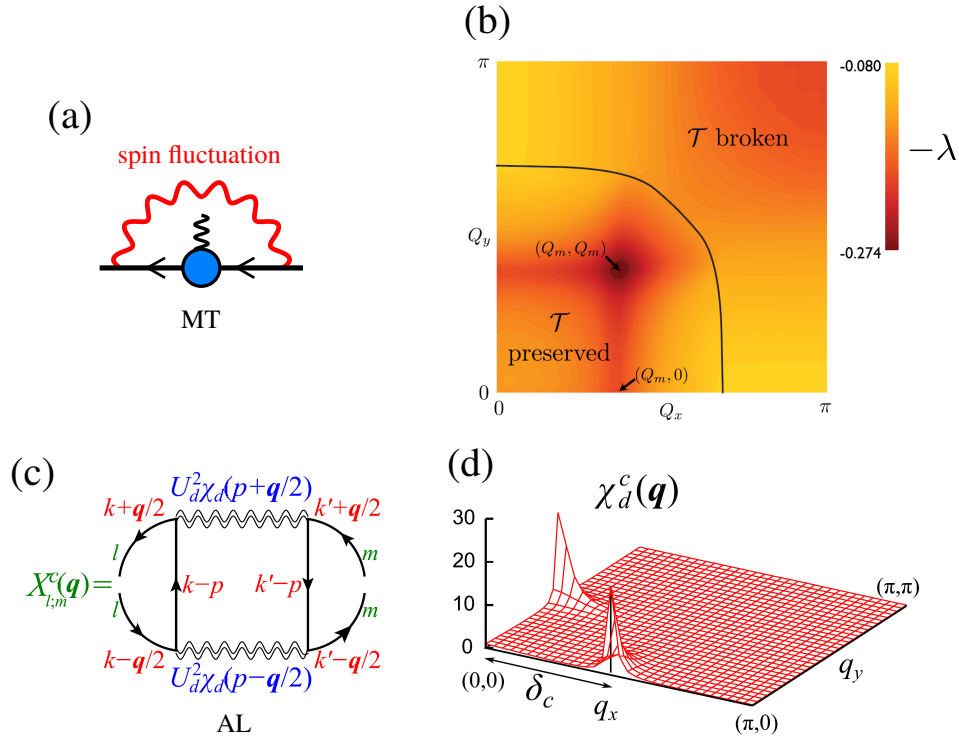 (a)
spin fluctuation
MT
(b)
π
Q_y
0
0
Q_x
π
𝒯 broken
(Q_m, Q_m)
𝒯
preserved
(Q_m, 0)
-0.080
−λ
-0.274
(c)
U_d^2χ_d(p+q/2)
k+q/2
k′+q/2
l
m
X^c_{l;m}(q)=
k−p
k′−p
l
m
k−q/2
k′−q/2
U_d^2χ_d(p−q/2)
AL
(d)
χ_d^c(q)
30
20
10
0
(0,0)
δ_c
q_x
(π,0)
q_y
(π,π)